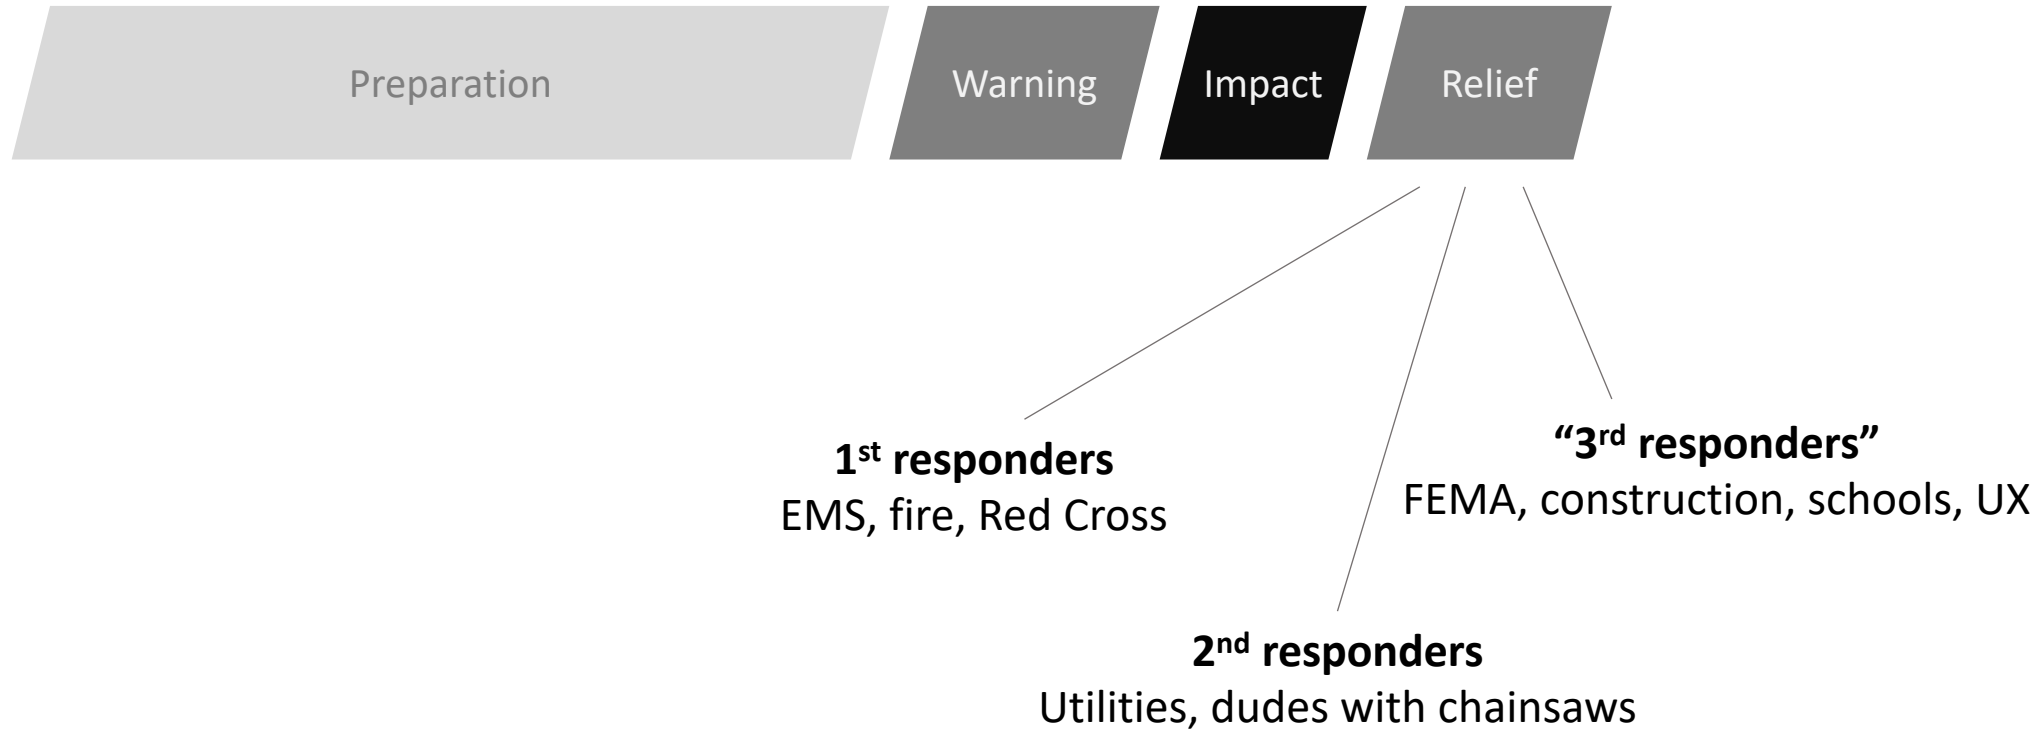 Preparation
Warning
Impact
Relief
1st responders
EMS, fire, Red Cross
“3rd responders”
FEMA, construction, schools, UX
2nd responders
Utilities, dudes with chainsaws